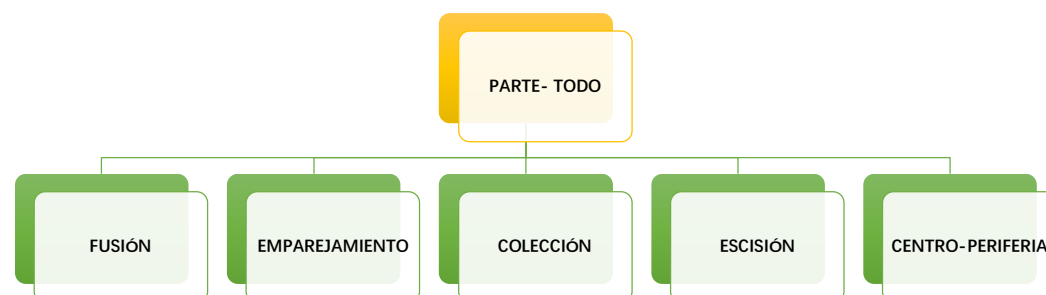 PARTE- TODO
FUSIÓN
EMPAREJAMIENTO
COLECCIÓN
ESCISIÓN
CENTRO-PERIFERIA